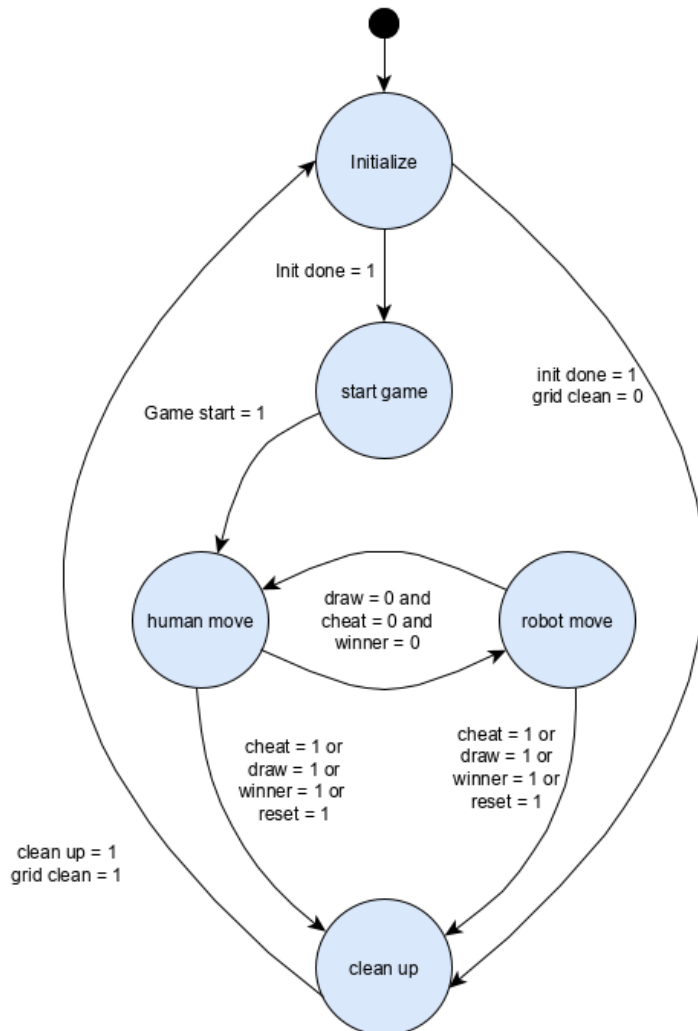 Initialize
Init done = 1
init done = 1
grid clean = 0
start game
Game start = 1
human move
draw = 0 and
cheat = 0 and
winner = 0
robot move
cheat = 1 or
draw = 1 or
winner = 1 or
reset = 1
cheat = 1 or
draw = 1 or
winner = 1 or
reset = 1
clean up = 1
grid clean = 1
clean up